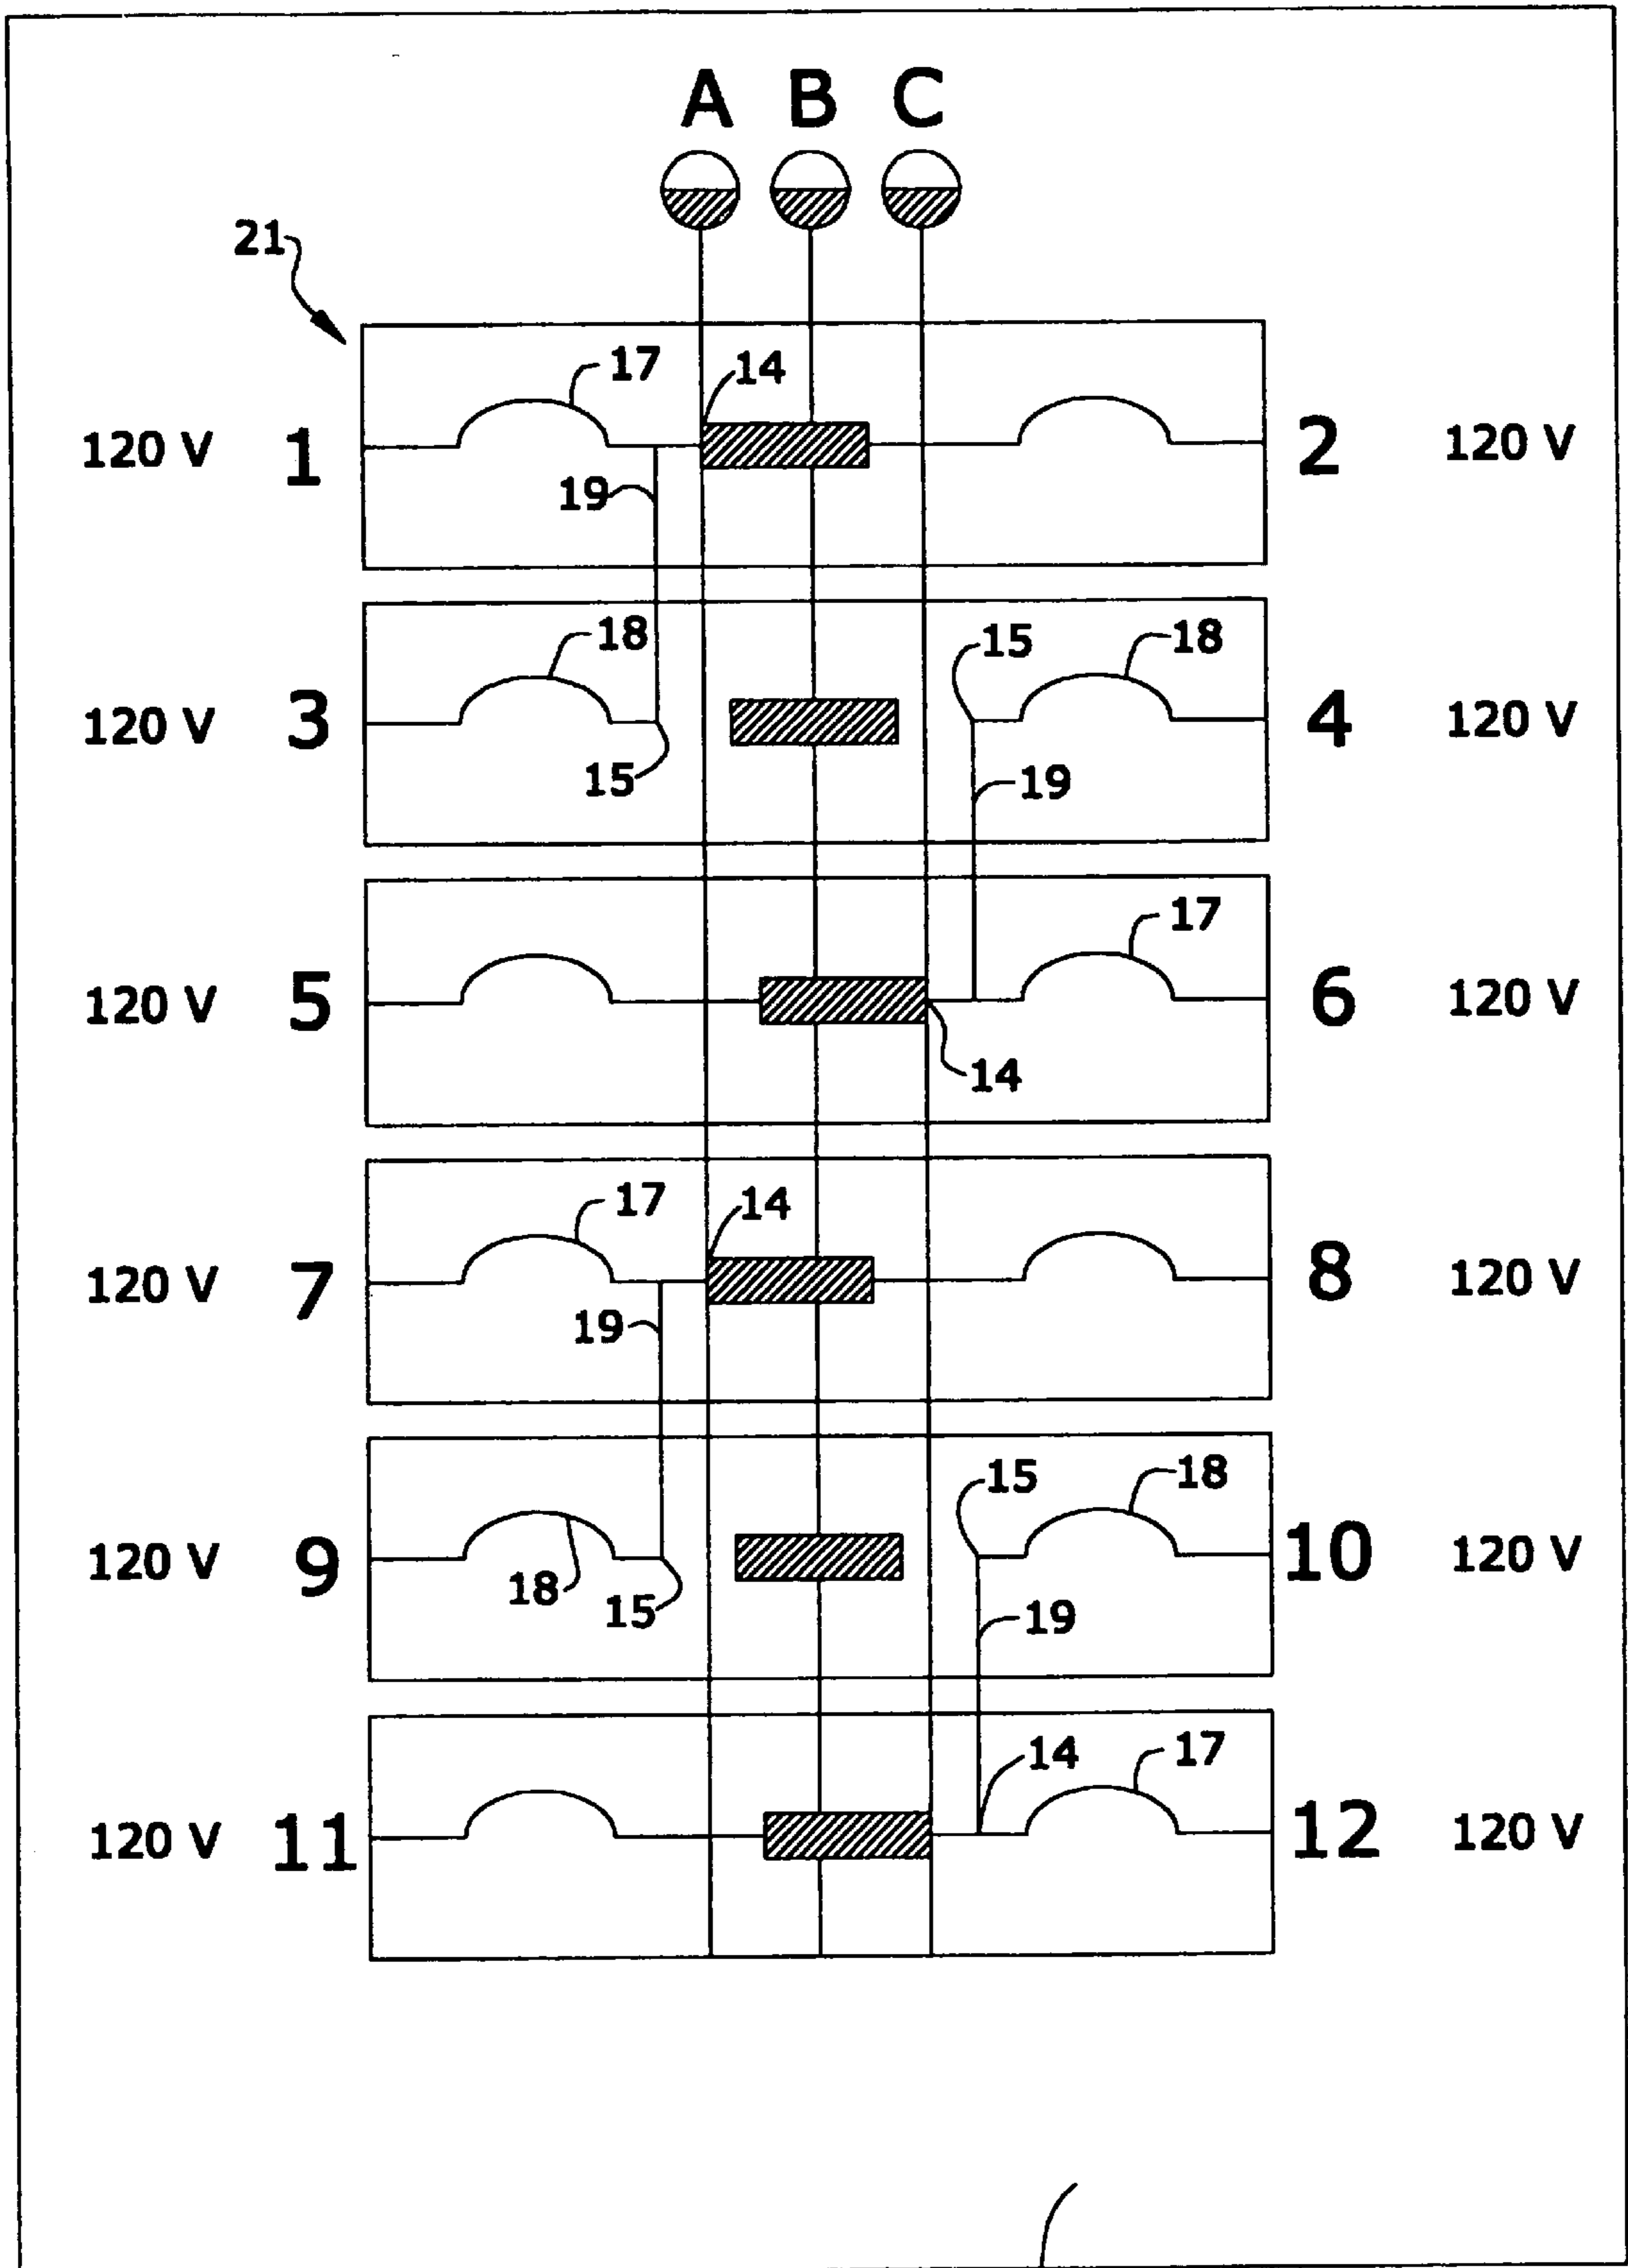 A B C
21
17 14
120 V 1 2 120 V
19
18 15 18
120 V 3 4 120 V
15 19
17
120 V 5 6 120 V
14
17 14
120 V 7 8 120 V
19
15 18
120 V 9 10 120 V
18 15 19
14 17
120 V 11 12 120 V